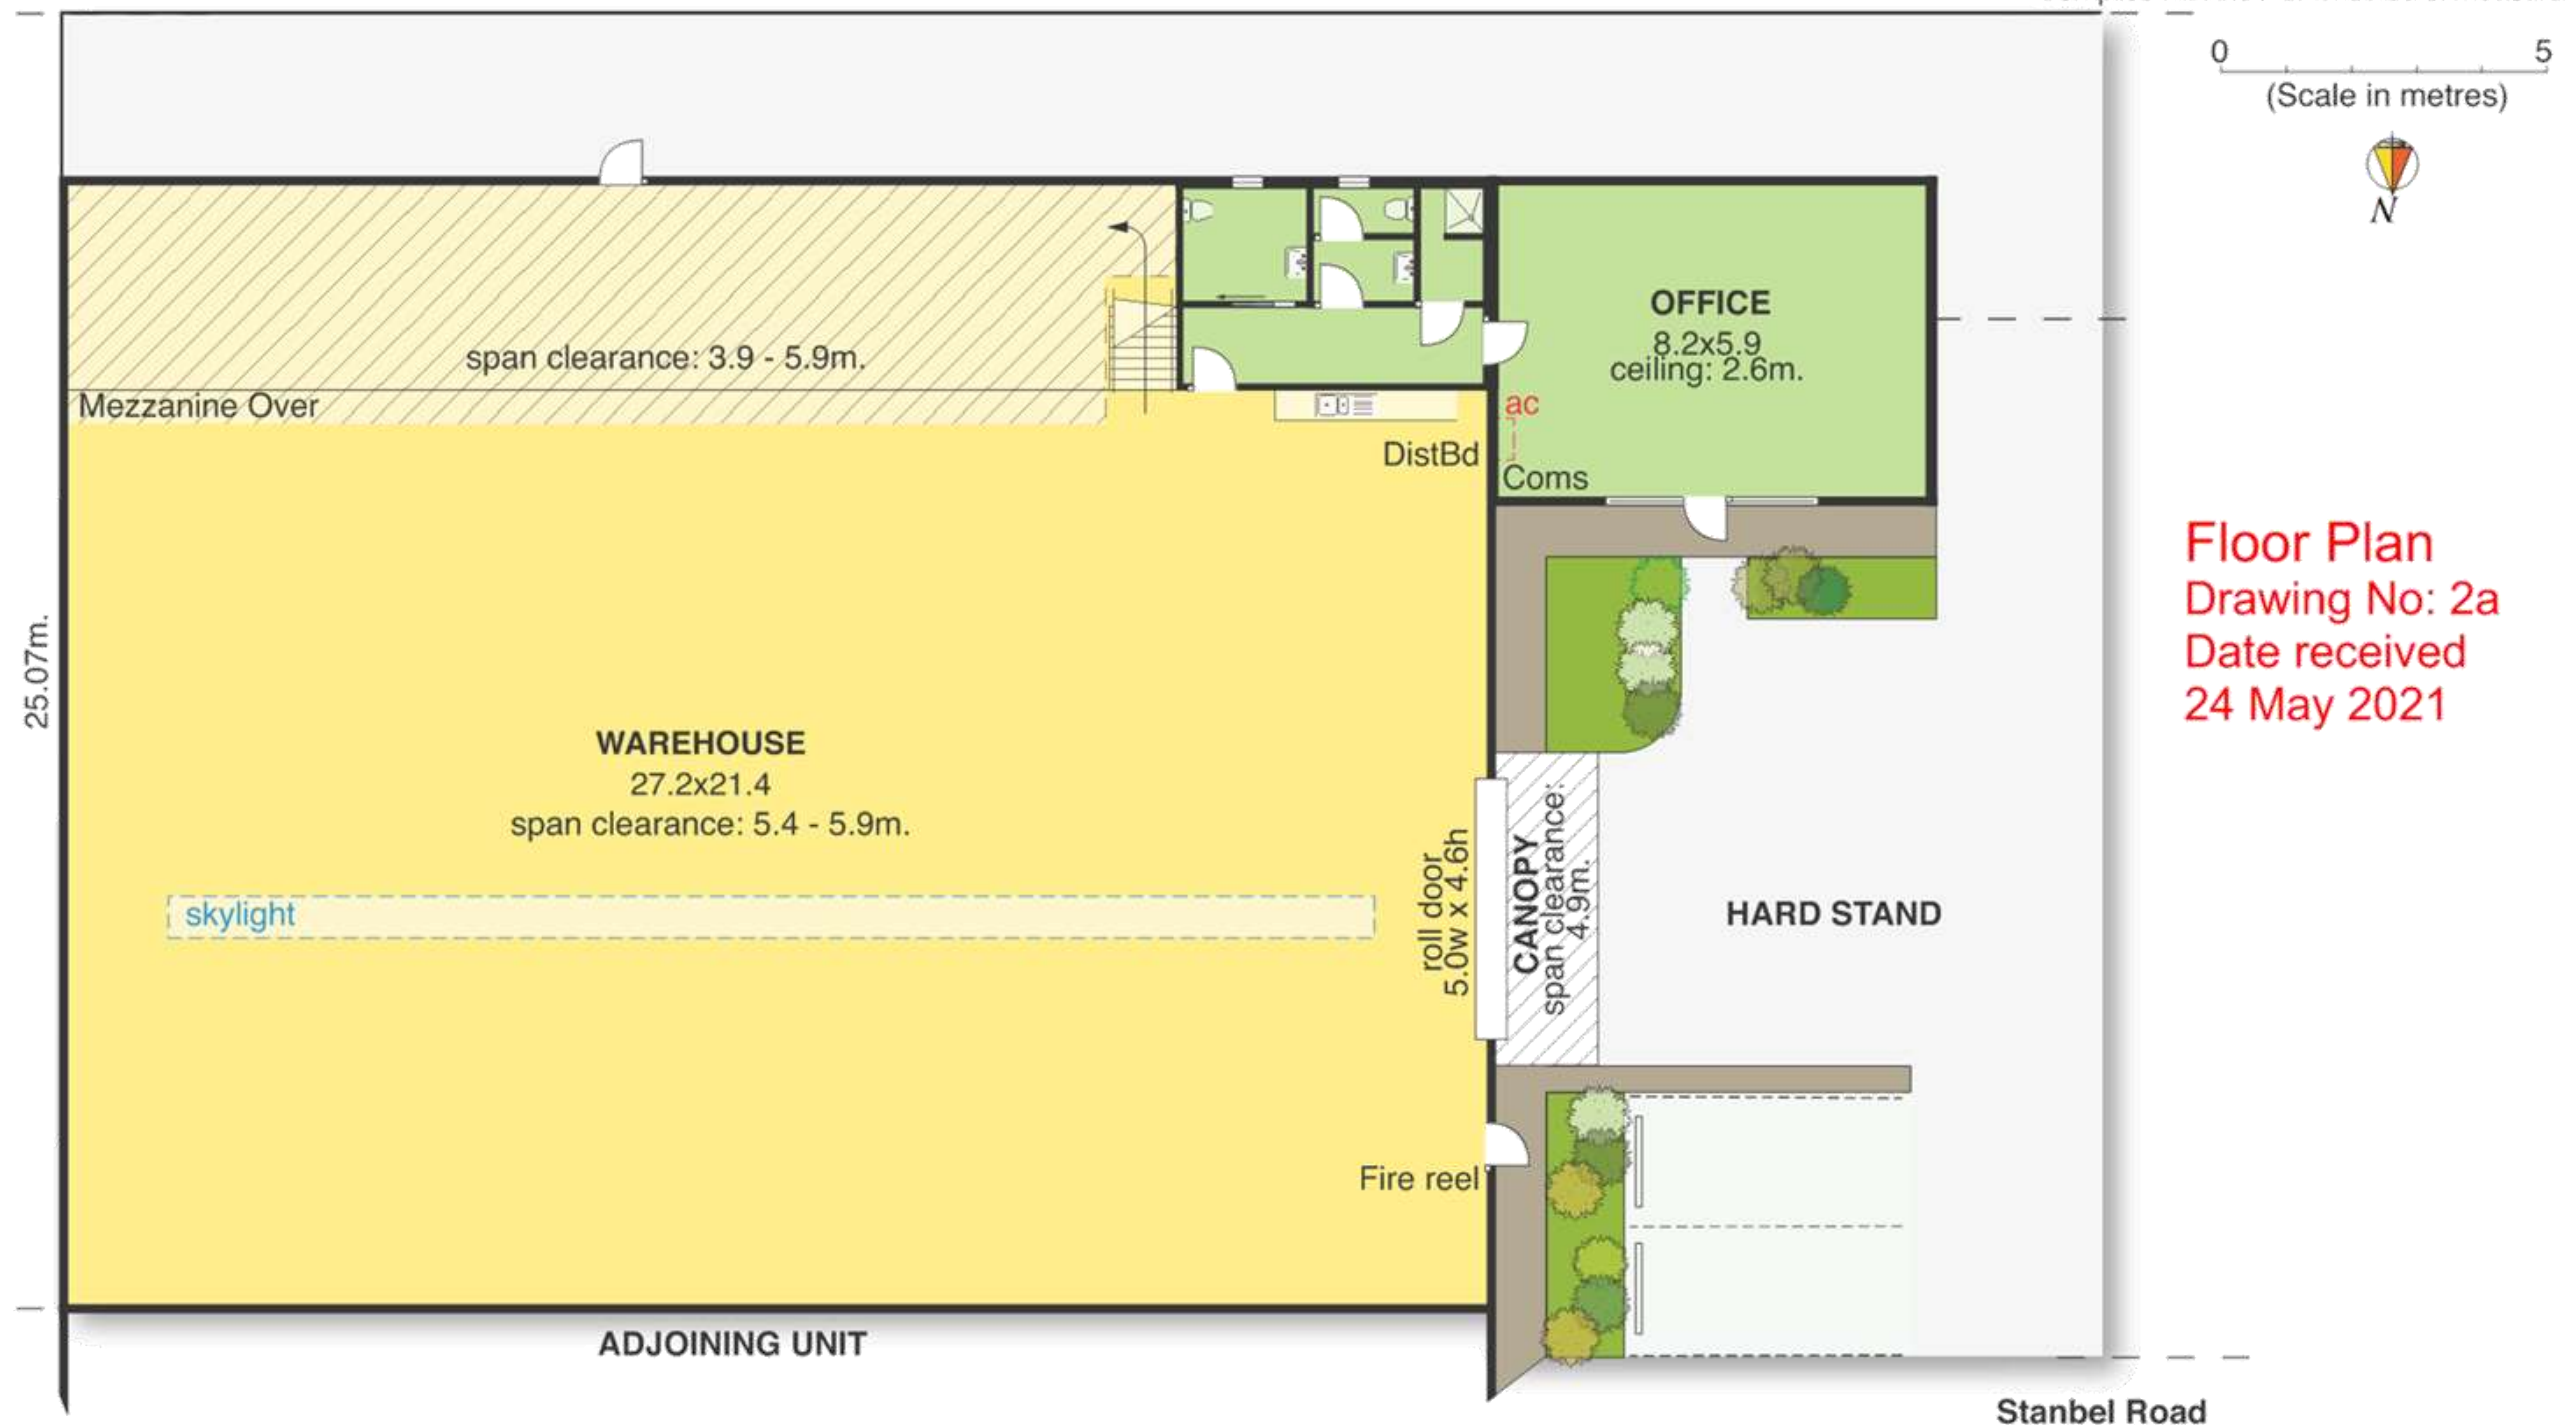 0 5
(Scale in metres)
N
OFFICE
8.2x5.9
ceiling: 2.6m.
span clearance: 3.9 - 5.9m.
Mezzanine Over
ac
DistBd
Coms
Floor Plan
Drawing No: 2a
Date received
24 May 2021
25.07m.
WAREHOUSE
27.2x21.4
span clearance: 5.4 - 5.9m.
skylight
roll door
5.0w x 4.6h
CANOPY
span clearance:
4.9m.
HARD STAND
Fire reel
ADJOINING UNIT
Stanbel Road